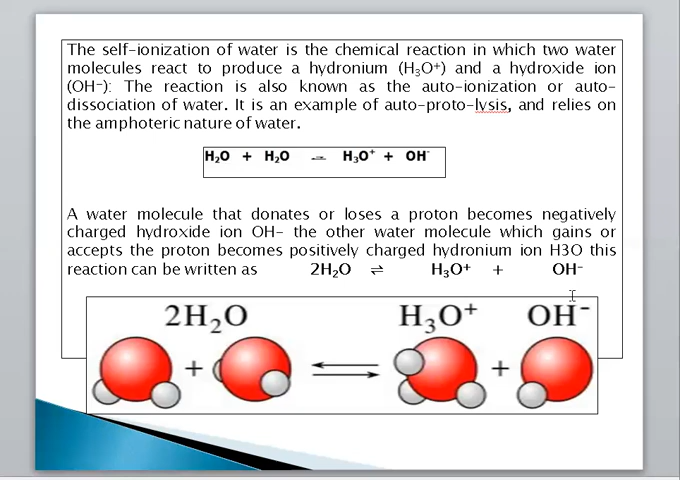 The self-ionization of water is the chemical reaction in which two water
molecules react to produce a hydronium (H₃O⁺) and a hydroxide ion
(OH⁻): The reaction is also known as the auto-ionization or auto-
dissociation of water. It is an example of auto-proto-lysis, and relies on
the amphoteric nature of water.
H₂O + H₂O ⇌ H₃O⁺ + OH⁻
A water molecule that donates or loses a proton becomes negatively
charged hydroxide ion OH- the other water molecule which gains or
accepts the proton becomes positively charged hydronium ion H3O this
reaction can be written as 2H₂O ⇌ H₃O⁺ + OH⁻
2H₂O H₃O⁺ OH⁻
+ ⇌ +